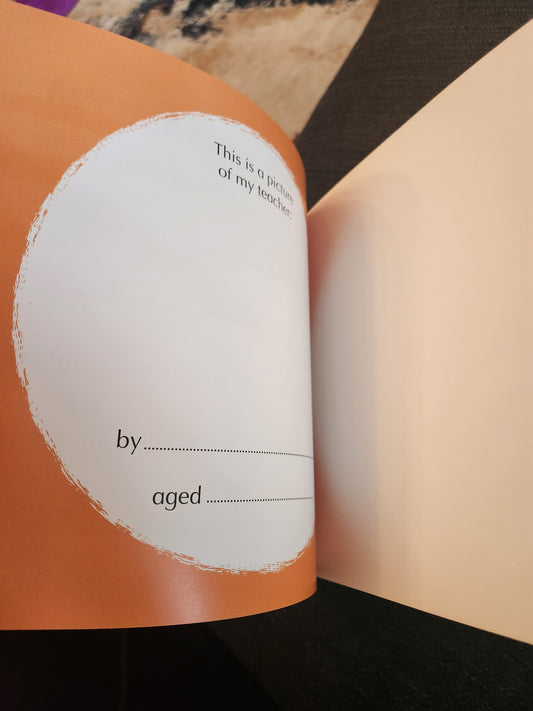 This is a picture
of my teacher:
by ..........................................
aged ..........................